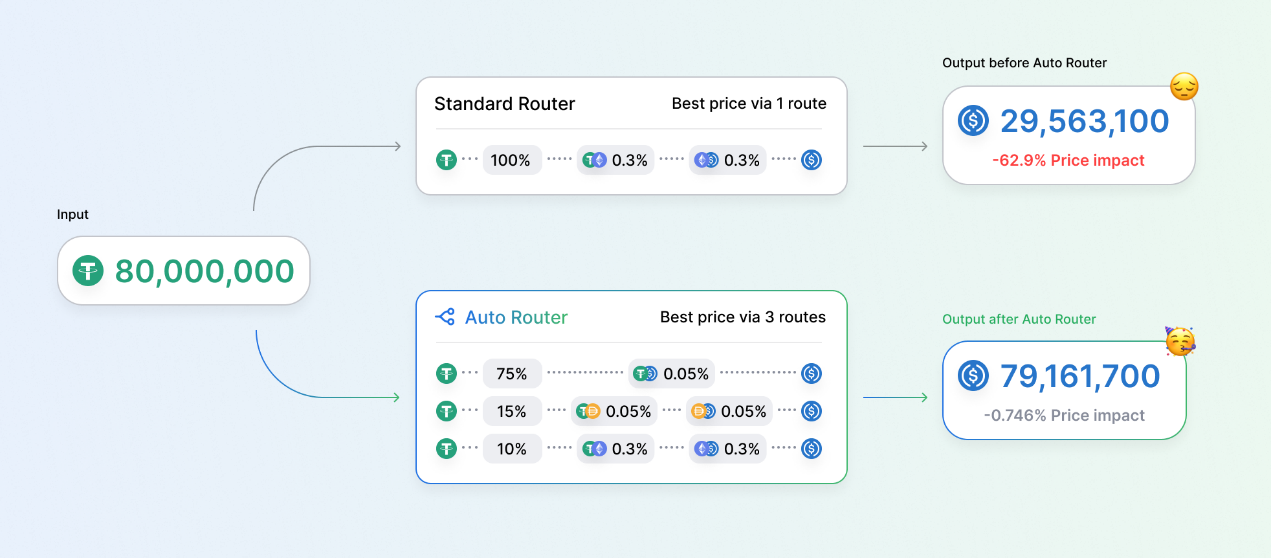 Input
80,000,000
Standard Router
Best price via 1 route
100%
0.3%
0.3%
Output before Auto Router
29,563,100
-62.9% Price impact
Auto Router
Best price via 3 routes
75%
0.05%
15%
0.05%
0.05%
10%
0.3%
0.3%
Output after Auto Router
79,161,700
-0.746% Price impact